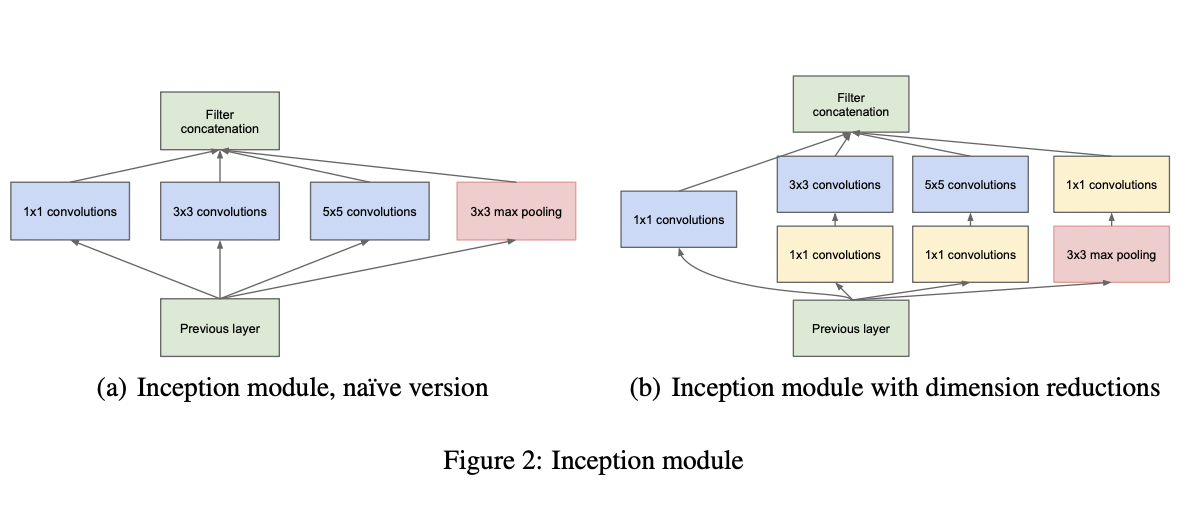 Filter
concatenation
1x1 convolutions
3x3 convolutions
5x5 convolutions
3x3 max pooling
Previous layer
(a) Inception module, naïve version
Filter
concatenation
3x3 convolutions
5x5 convolutions
1x1 convolutions
1x1 convolutions
1x1 convolutions
1x1 convolutions
3x3 max pooling
Previous layer
(b) Inception module with dimension reductions
Figure 2: Inception module